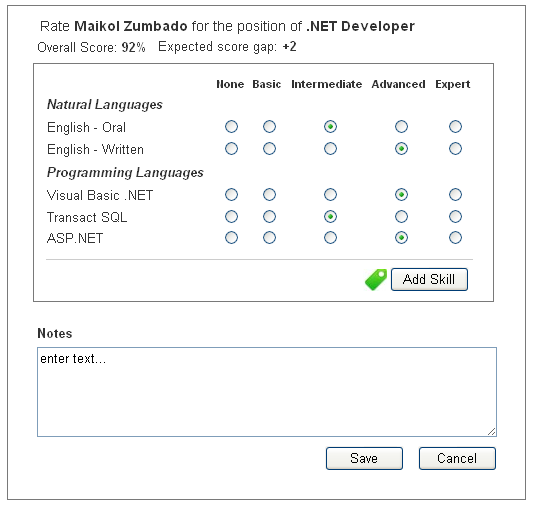 Rate Maikol Zumbado for the position of .NET Developer
Overall Score: 92% Expected score gap: +2
None Basic Intermediate Advanced Expert
Natural Languages
English - Oral
English - Written
Programming Languages
Visual Basic .NET
Transact SQL
ASP.NET
Add Skill
Notes
enter text...
Save Cancel